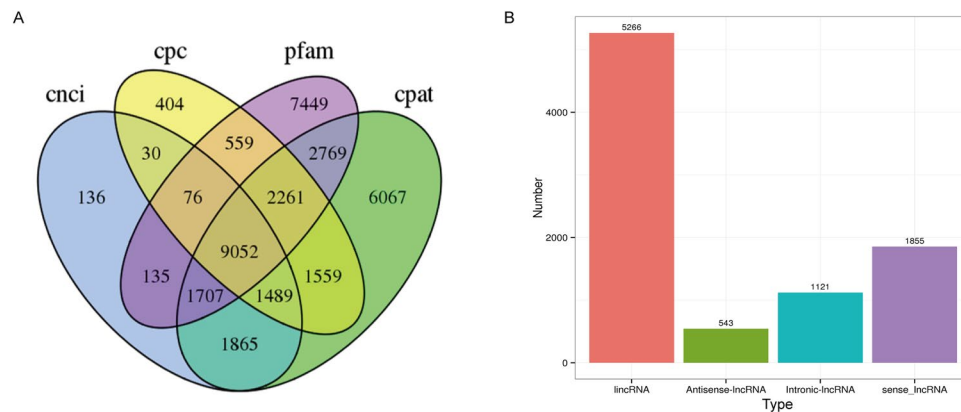 A
cnci
cpc
pfam
cpat
404
7449
30
559
2769
136
76
2261
6067
9052
135
1559
1707
1489
1865
B
5266
543
1121
1855
4000
2000
0
Number
lincRNA
Antisense-lncRNA
Intronic-lncRNA
sense_lncRNA
Type